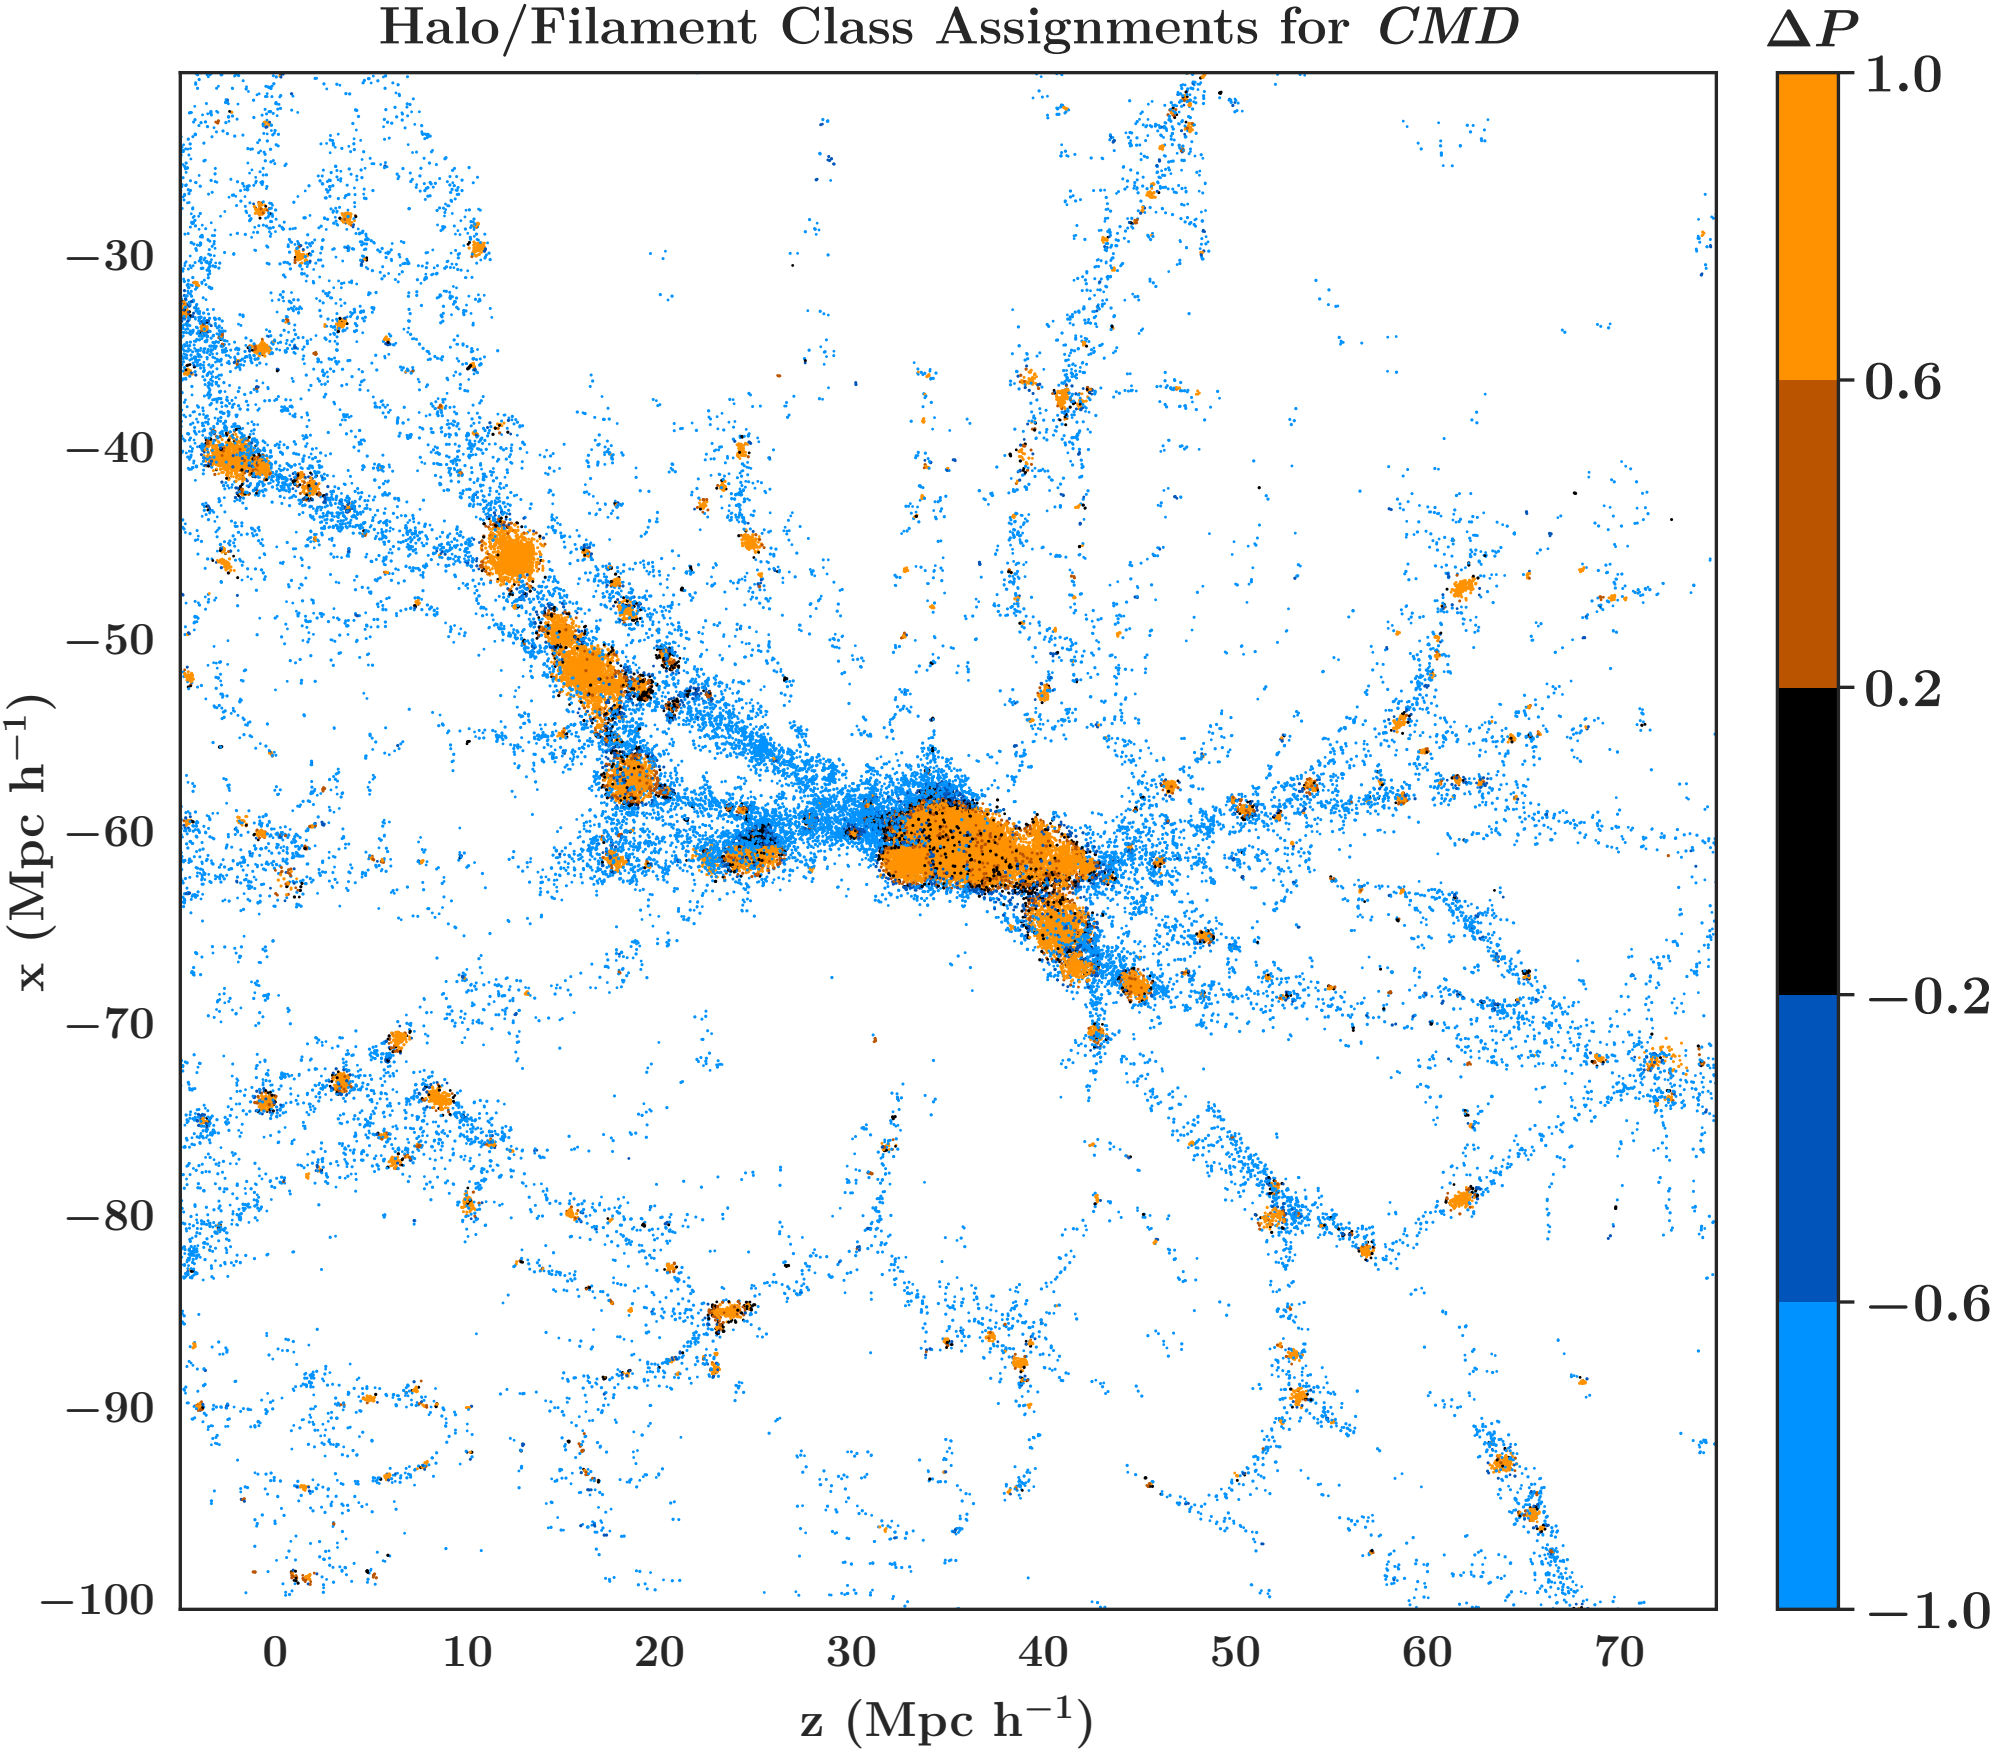 Halo/Filament Class Assignments for CMD
ΔP
1.0
0.6
0.2
−0.2
−0.6
−1.0
x (Mpc h⁻¹)
−30
−40
−50
−60
−70
−80
−90
−100
0 10 20 30 40 50 60 70
z (Mpc h⁻¹)